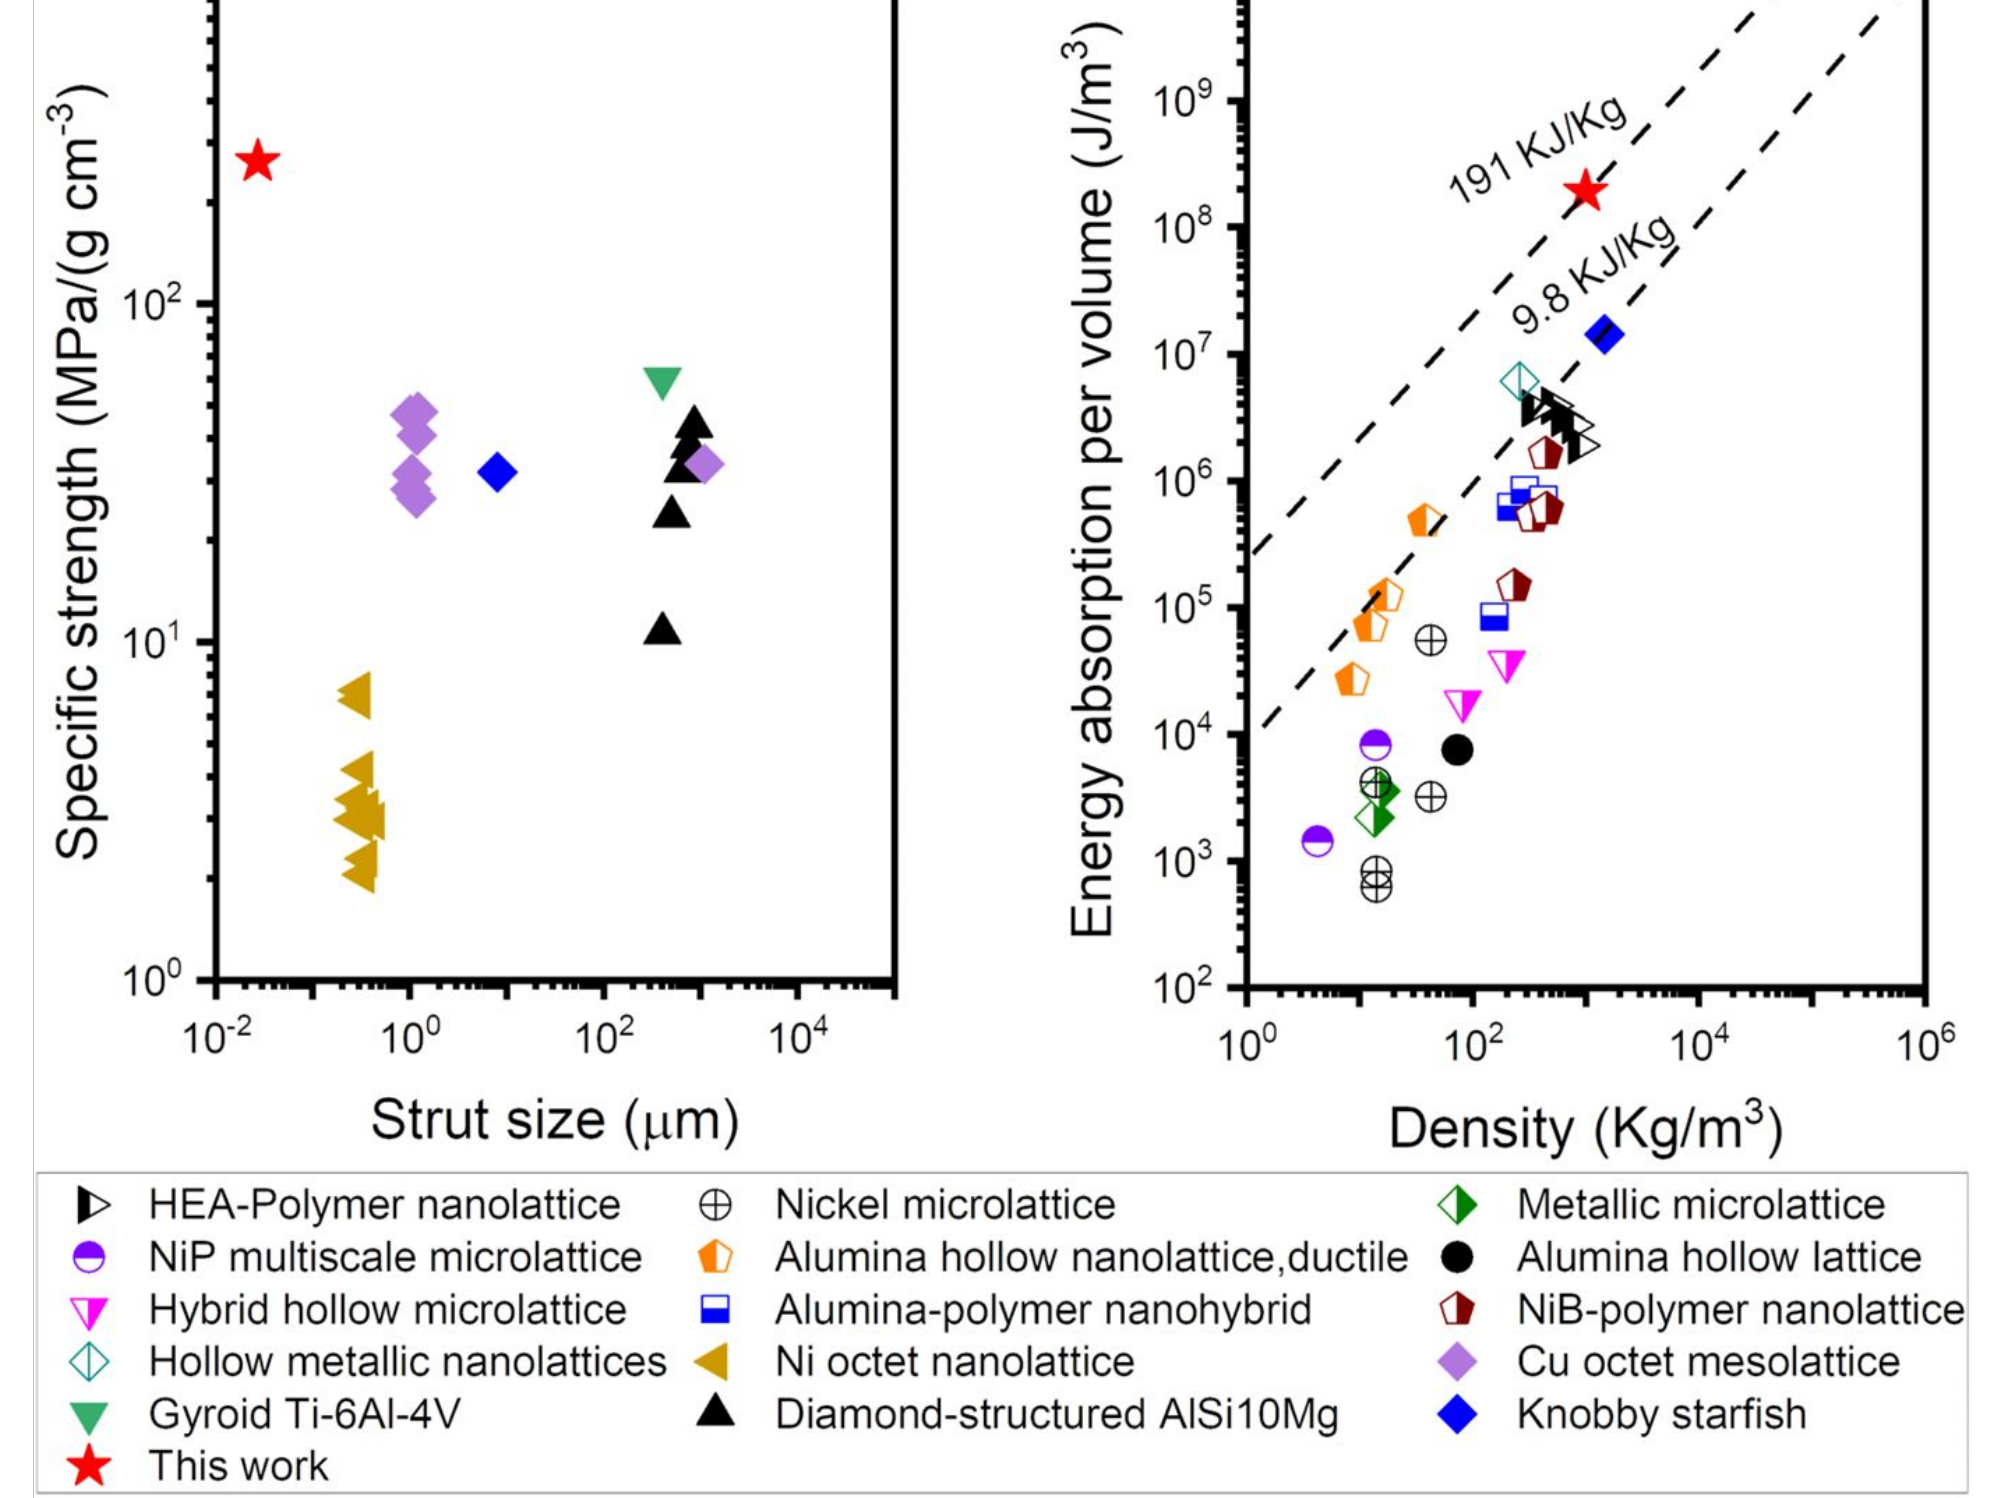 Specific strength (MPa/(g cm⁻³)
10²
10¹
10⁰
10⁻²
10⁰
10²
10⁴
Strut size (μm)
Energy absorption per volume (J/m³)
10⁹
10⁸
10⁷
10⁶
10⁵
10⁴
10³
10²
191 KJ/Kg
9.8 KJ/Kg
10⁰
10²
10⁴
10⁶
Density (Kg/m³)
HEA-Polymer nanolattice
Nickel microlattice
Metallic microlattice
NiP multiscale microlattice
Alumina hollow nanolattice,ductile
Alumina hollow lattice
Hybrid hollow microlattice
Alumina-polymer nanohybrid
NiB-polymer nanolattice
Hollow metallic nanolattices
Ni octet nanolattice
Cu octet mesolattice
Gyroid Ti-6Al-4V
Diamond-structured AlSi10Mg
Knobby starfish
This work